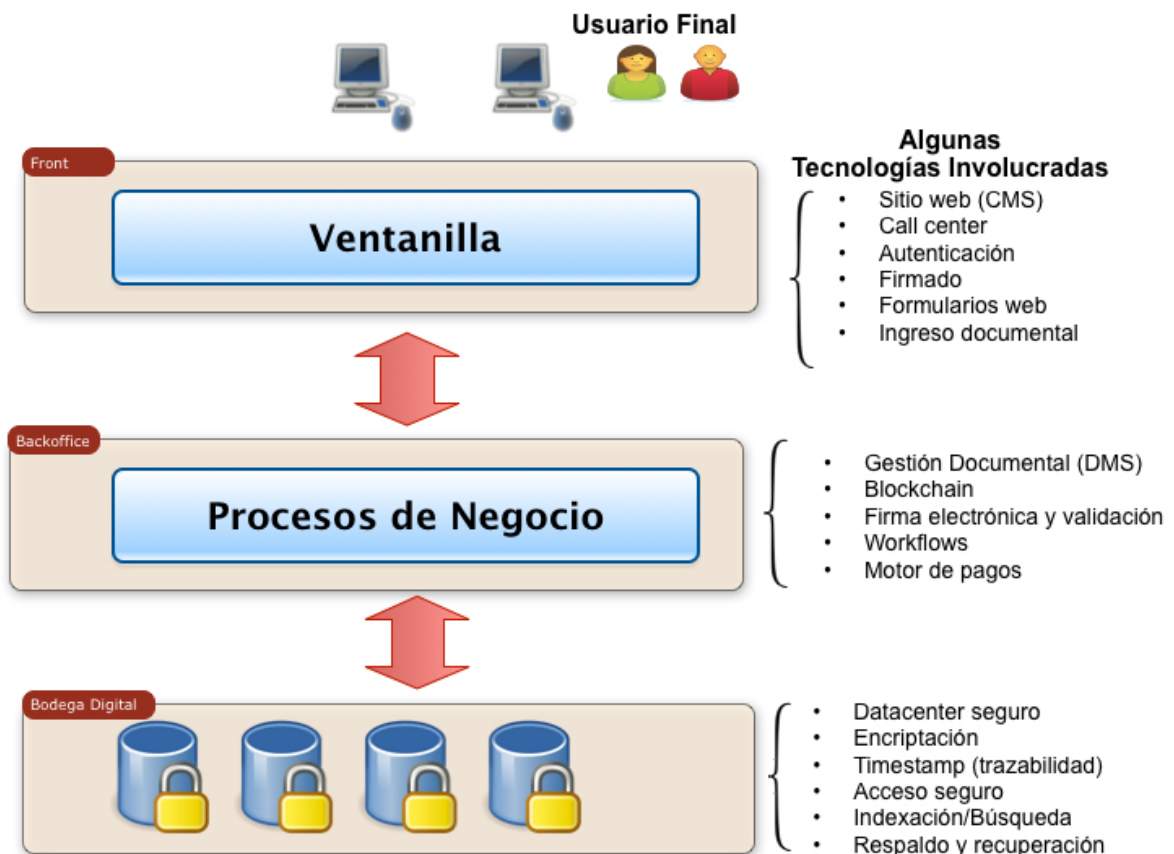 Usuario Final
Front
Ventanilla
Algunas
Tecnologías Involucradas
• Sitio web (CMS)
• Call center
• Autenticación
• Firmado
• Formularios web
• Ingreso documental
Backoffice
Procesos de Negocio
• Gestión Documental (DMS)
• Blockchain
• Firma electrónica y validación
• Workflows
• Motor de pagos
Bodega Digital
• Datacenter seguro
• Encriptación
• Timestamp (trazabilidad)
• Acceso seguro
• Indexación/Búsqueda
• Respaldo y recuperación